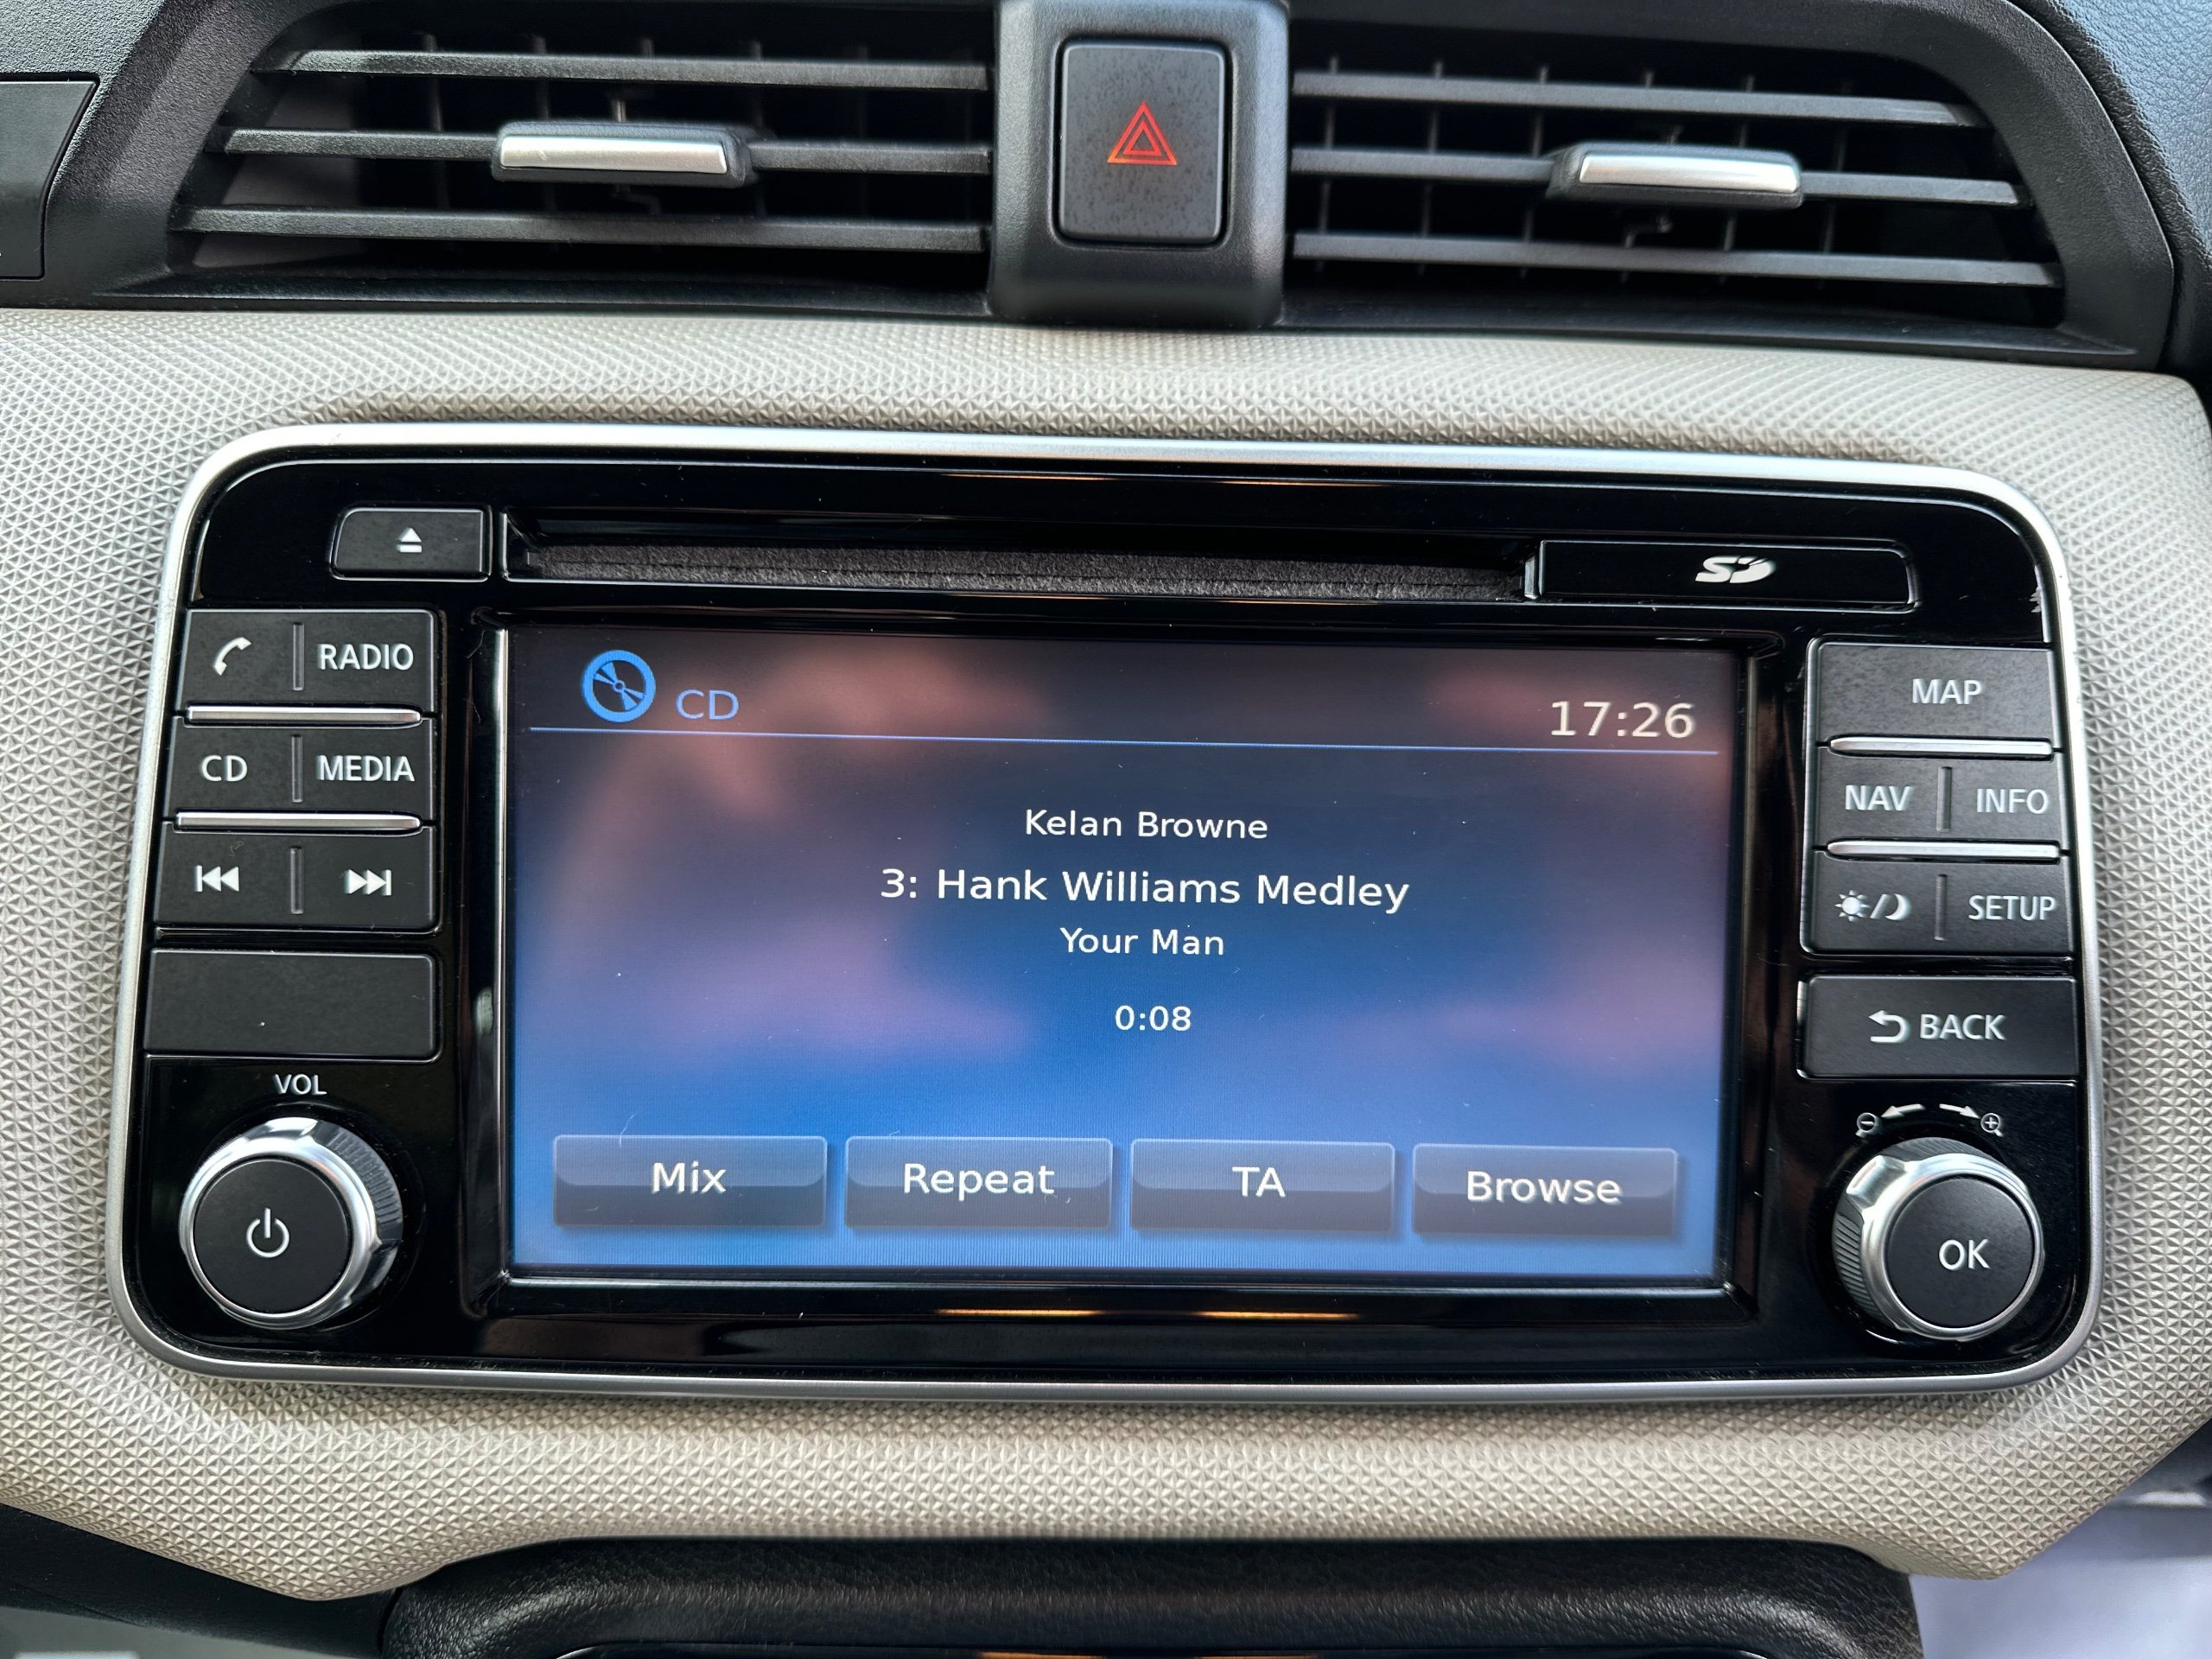 SD
RADIO
CD 17:26
MAP
CD MEDIA
NAV INFO
Kelan Browne
3: Hank Williams Medley
SETUP
Your Man
0:08
BACK
VOL
Mix Repeat TA Browse
OK